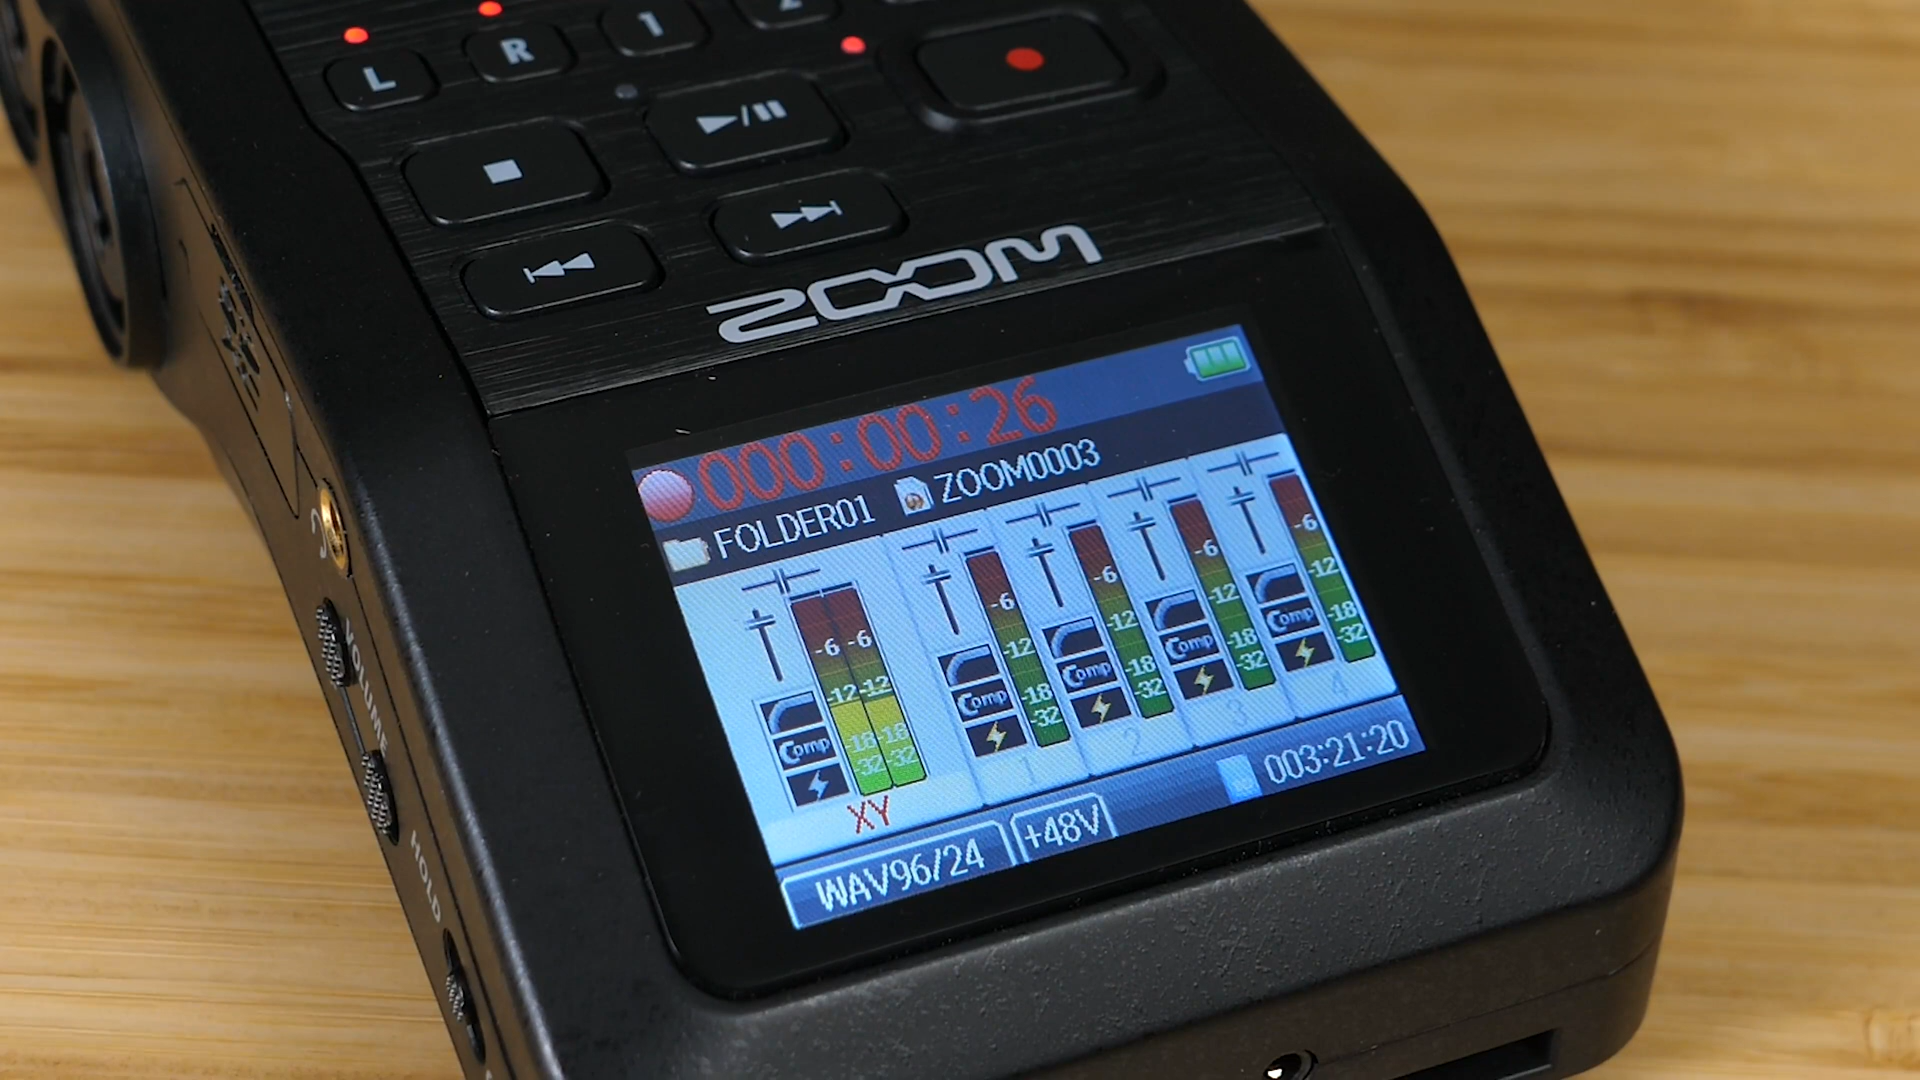 L R 1 2
ZOOM
000:00:26
FOLDER01 ZOOM0003
-6 -6 -6 -6 -6 -6
-12 -12 -12 -12 -12 -12
-18 -18 -18 -18 -18 -18
-32 -32 -32 -32 -32 -32
Comp Comp Comp Comp Comp
XY 1 2 3 4
003:21:20
WAV96/24 +48V
VOLUME
HOLD